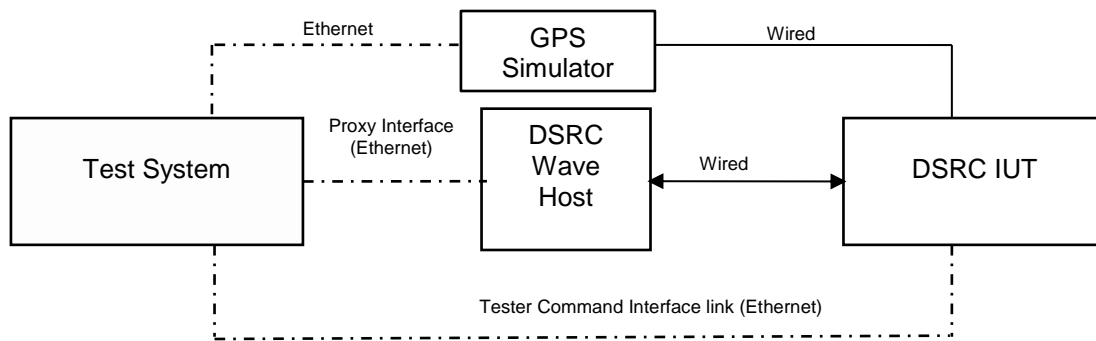 Ethernet
GPS
Simulator
Wired
Test System
Proxy Interface
(Ethernet)
DSRC
Wave
Host
Wired
DSRC IUT
Tester Command Interface link (Ethernet)